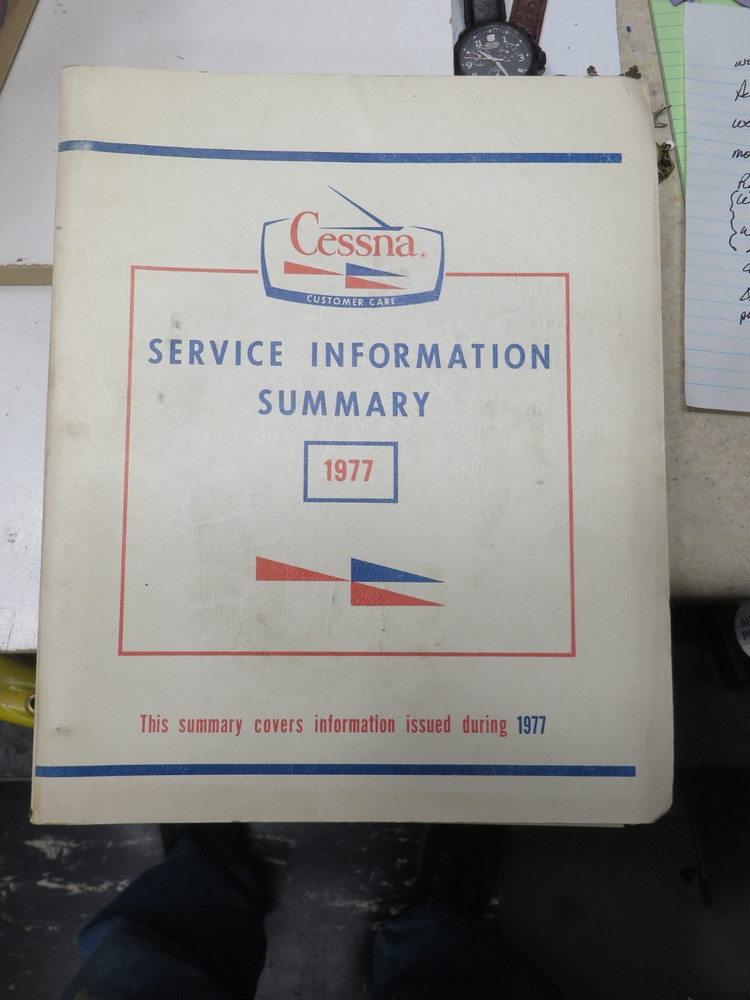 Cessna®
CUSTOMER CARE
SERVICE INFORMATION
SUMMARY
1977
This summary covers information issued during 1977